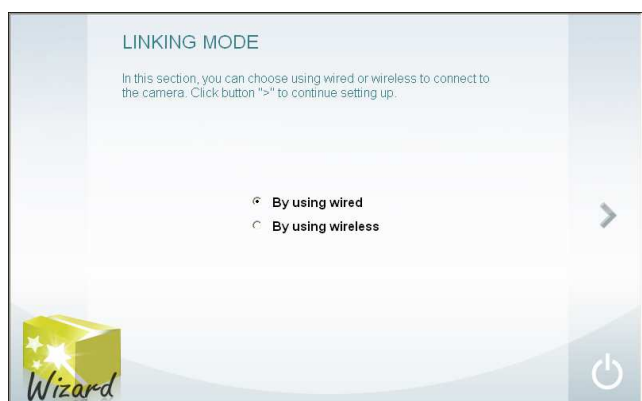 LINKING MODE
In this section, you can choose using wired or wireless to connect to
the camera. Click button ">" to continue setting up.
By using wired
By using wireless
Wizard